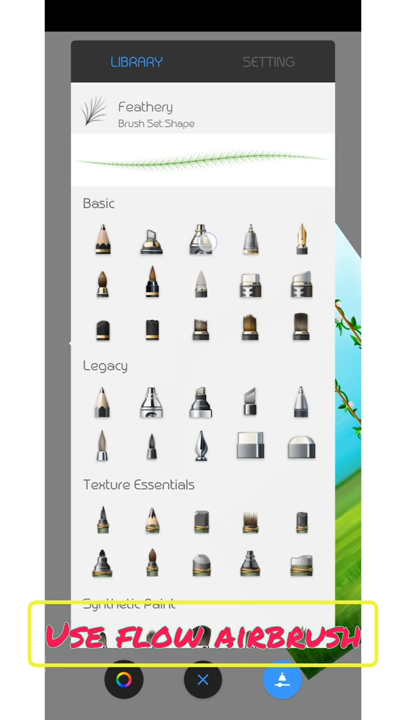 LIBRARY SETTING
Feathery
Brush Set:Shape
Basic
Legacy
Texture Essentials
Synthetic Paint
Use flow airbrush